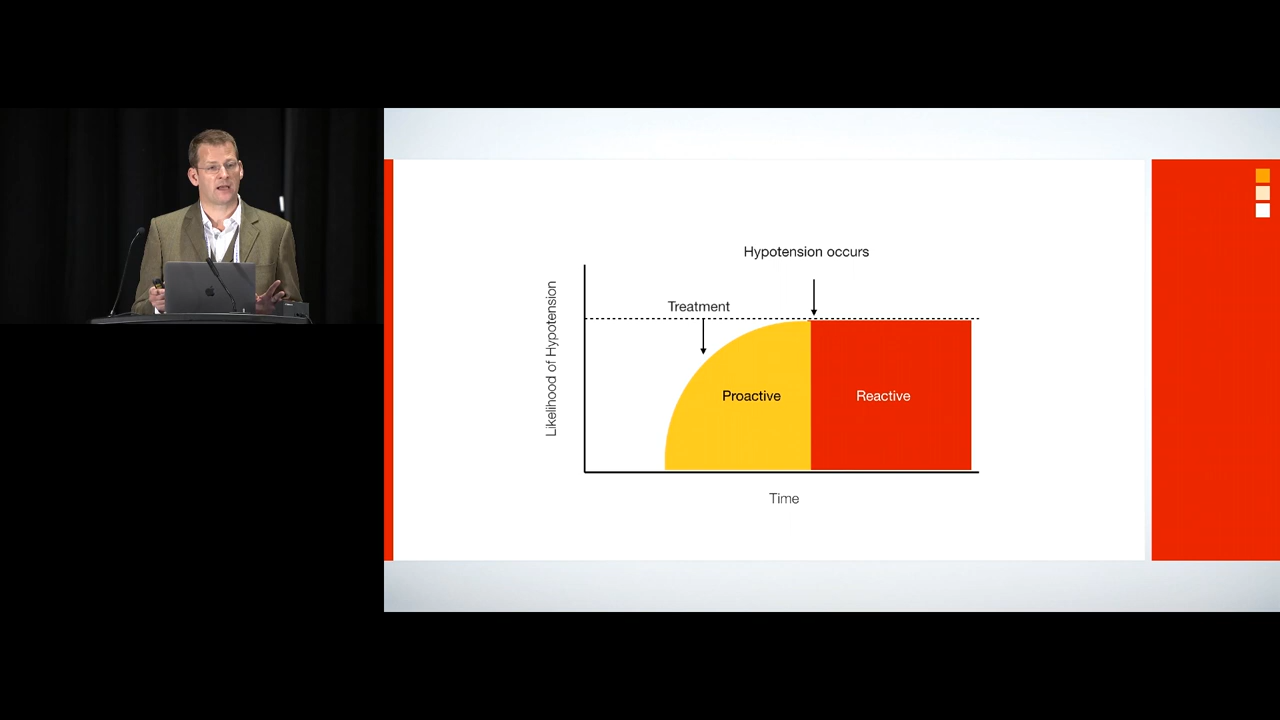 Hypotension occurs
Treatment
Likelihood of Hypotension
Proactive
Reactive
Time